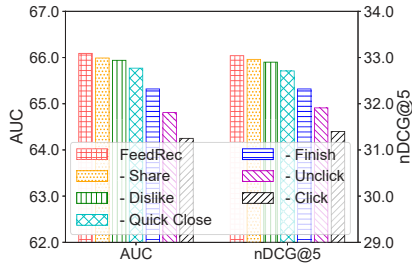 67.0
66.0
65.0
64.0
63.0
62.0
AUC
34.0
33.0
32.0
31.0
30.0
29.0
nDCG@5
FeedRec
- Share
- Dislike
- Quick Close
- Finish
- Unclick
- Click
AUC
nDCG@5